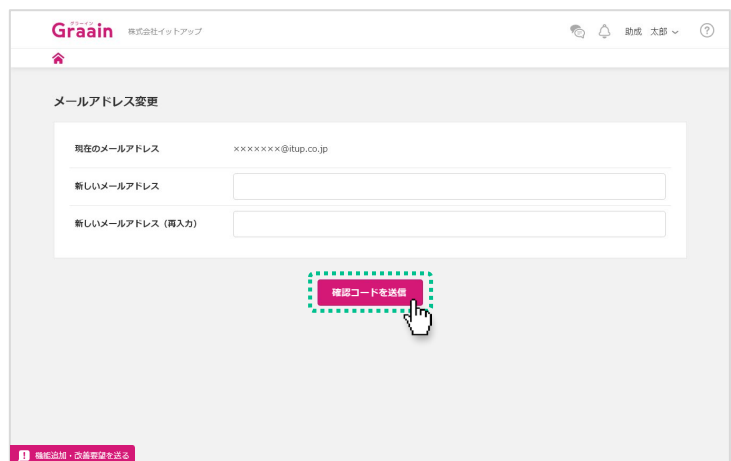 グラーイン
Graain 株式会社イットアップ 助成 太郎
メールアドレス変更
現在のメールアドレス ×××××××@itup.co.jp
新しいメールアドレス
新しいメールアドレス（再入力）
確認コードを送信
機能追加・改善要望を送る